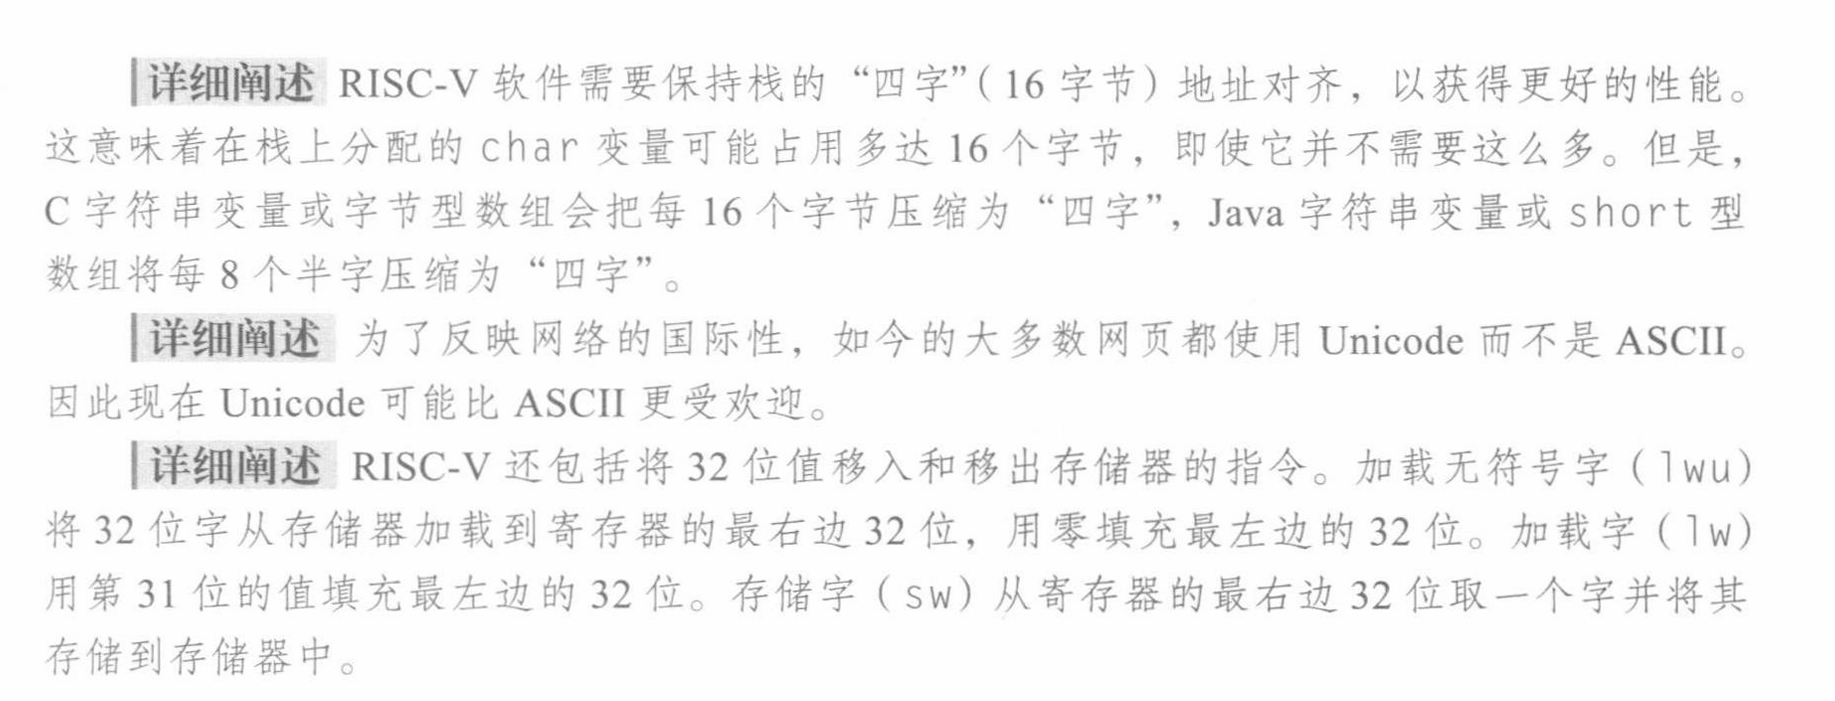 详细阐述 RISC-V 软件需要保持栈的“四字”（16 字节）地址对齐，以获得更好的性能。
这意味着在栈上分配的 char 变量可能占用多达 16 个字节，即使它并不需要这么多。但是，
C 字符串变量或字节型数组会把每 16 个字节压缩为“四字”，Java 字符串变量或 short 型
数组将每 8 个半字压缩为“四字”。
详细阐述 为了反映网络的国际性，如今的大多数网页都使用 Unicode 而不是 ASCII。
因此现在 Unicode 可能比 ASCII 更受欢迎。
详细阐述 RISC-V 还包括将 32 位值移入和移出存储器的指令。加载无符号字（lwu）
将 32 位字从存储器加载到寄存器的最右边 32 位，用零填充最左边的 32 位。加载字（lw）
用第 31 位的值填充最左边的 32 位。存储字（sw）从寄存器的最右边 32 位取一个字并将其
存储到存储器中。